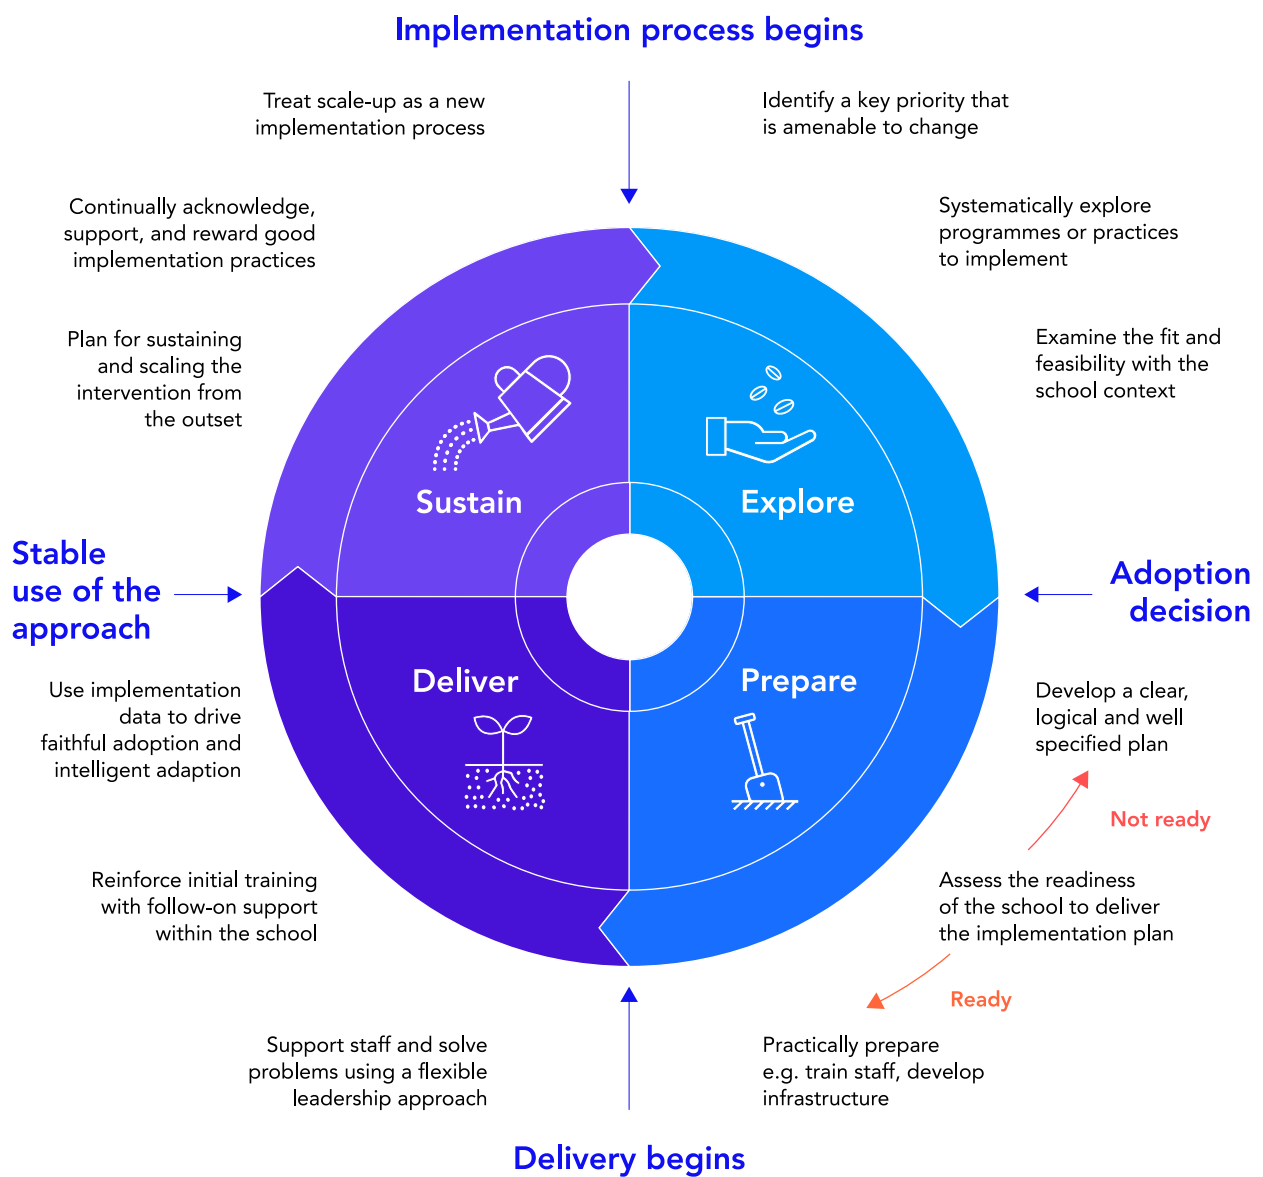 Implementation process begins
Treat scale-up as a new
implementation process
Identify a key priority that
is amenable to change
Continually acknowledge,
support, and reward good
implementation practices
Systematically explore
programmes or practices
to implement
Plan for sustaining
and scaling the
intervention from
the outset
Examine the fit and
feasibility with the
school context
Sustain
Explore
Stable
use of the
approach
Adoption
decision
Deliver
Prepare
Use implementation
data to drive
faithful adoption and
intelligent adaption
Develop a clear,
logical and well
specified plan
Not ready
Reinforce initial training
with follow-on support
within the school
Assess the readiness
of the school to deliver
the implementation plan
Ready
Support staff and solve
problems using a flexible
leadership approach
Practically prepare
e.g. train staff, develop
infrastructure
Delivery begins